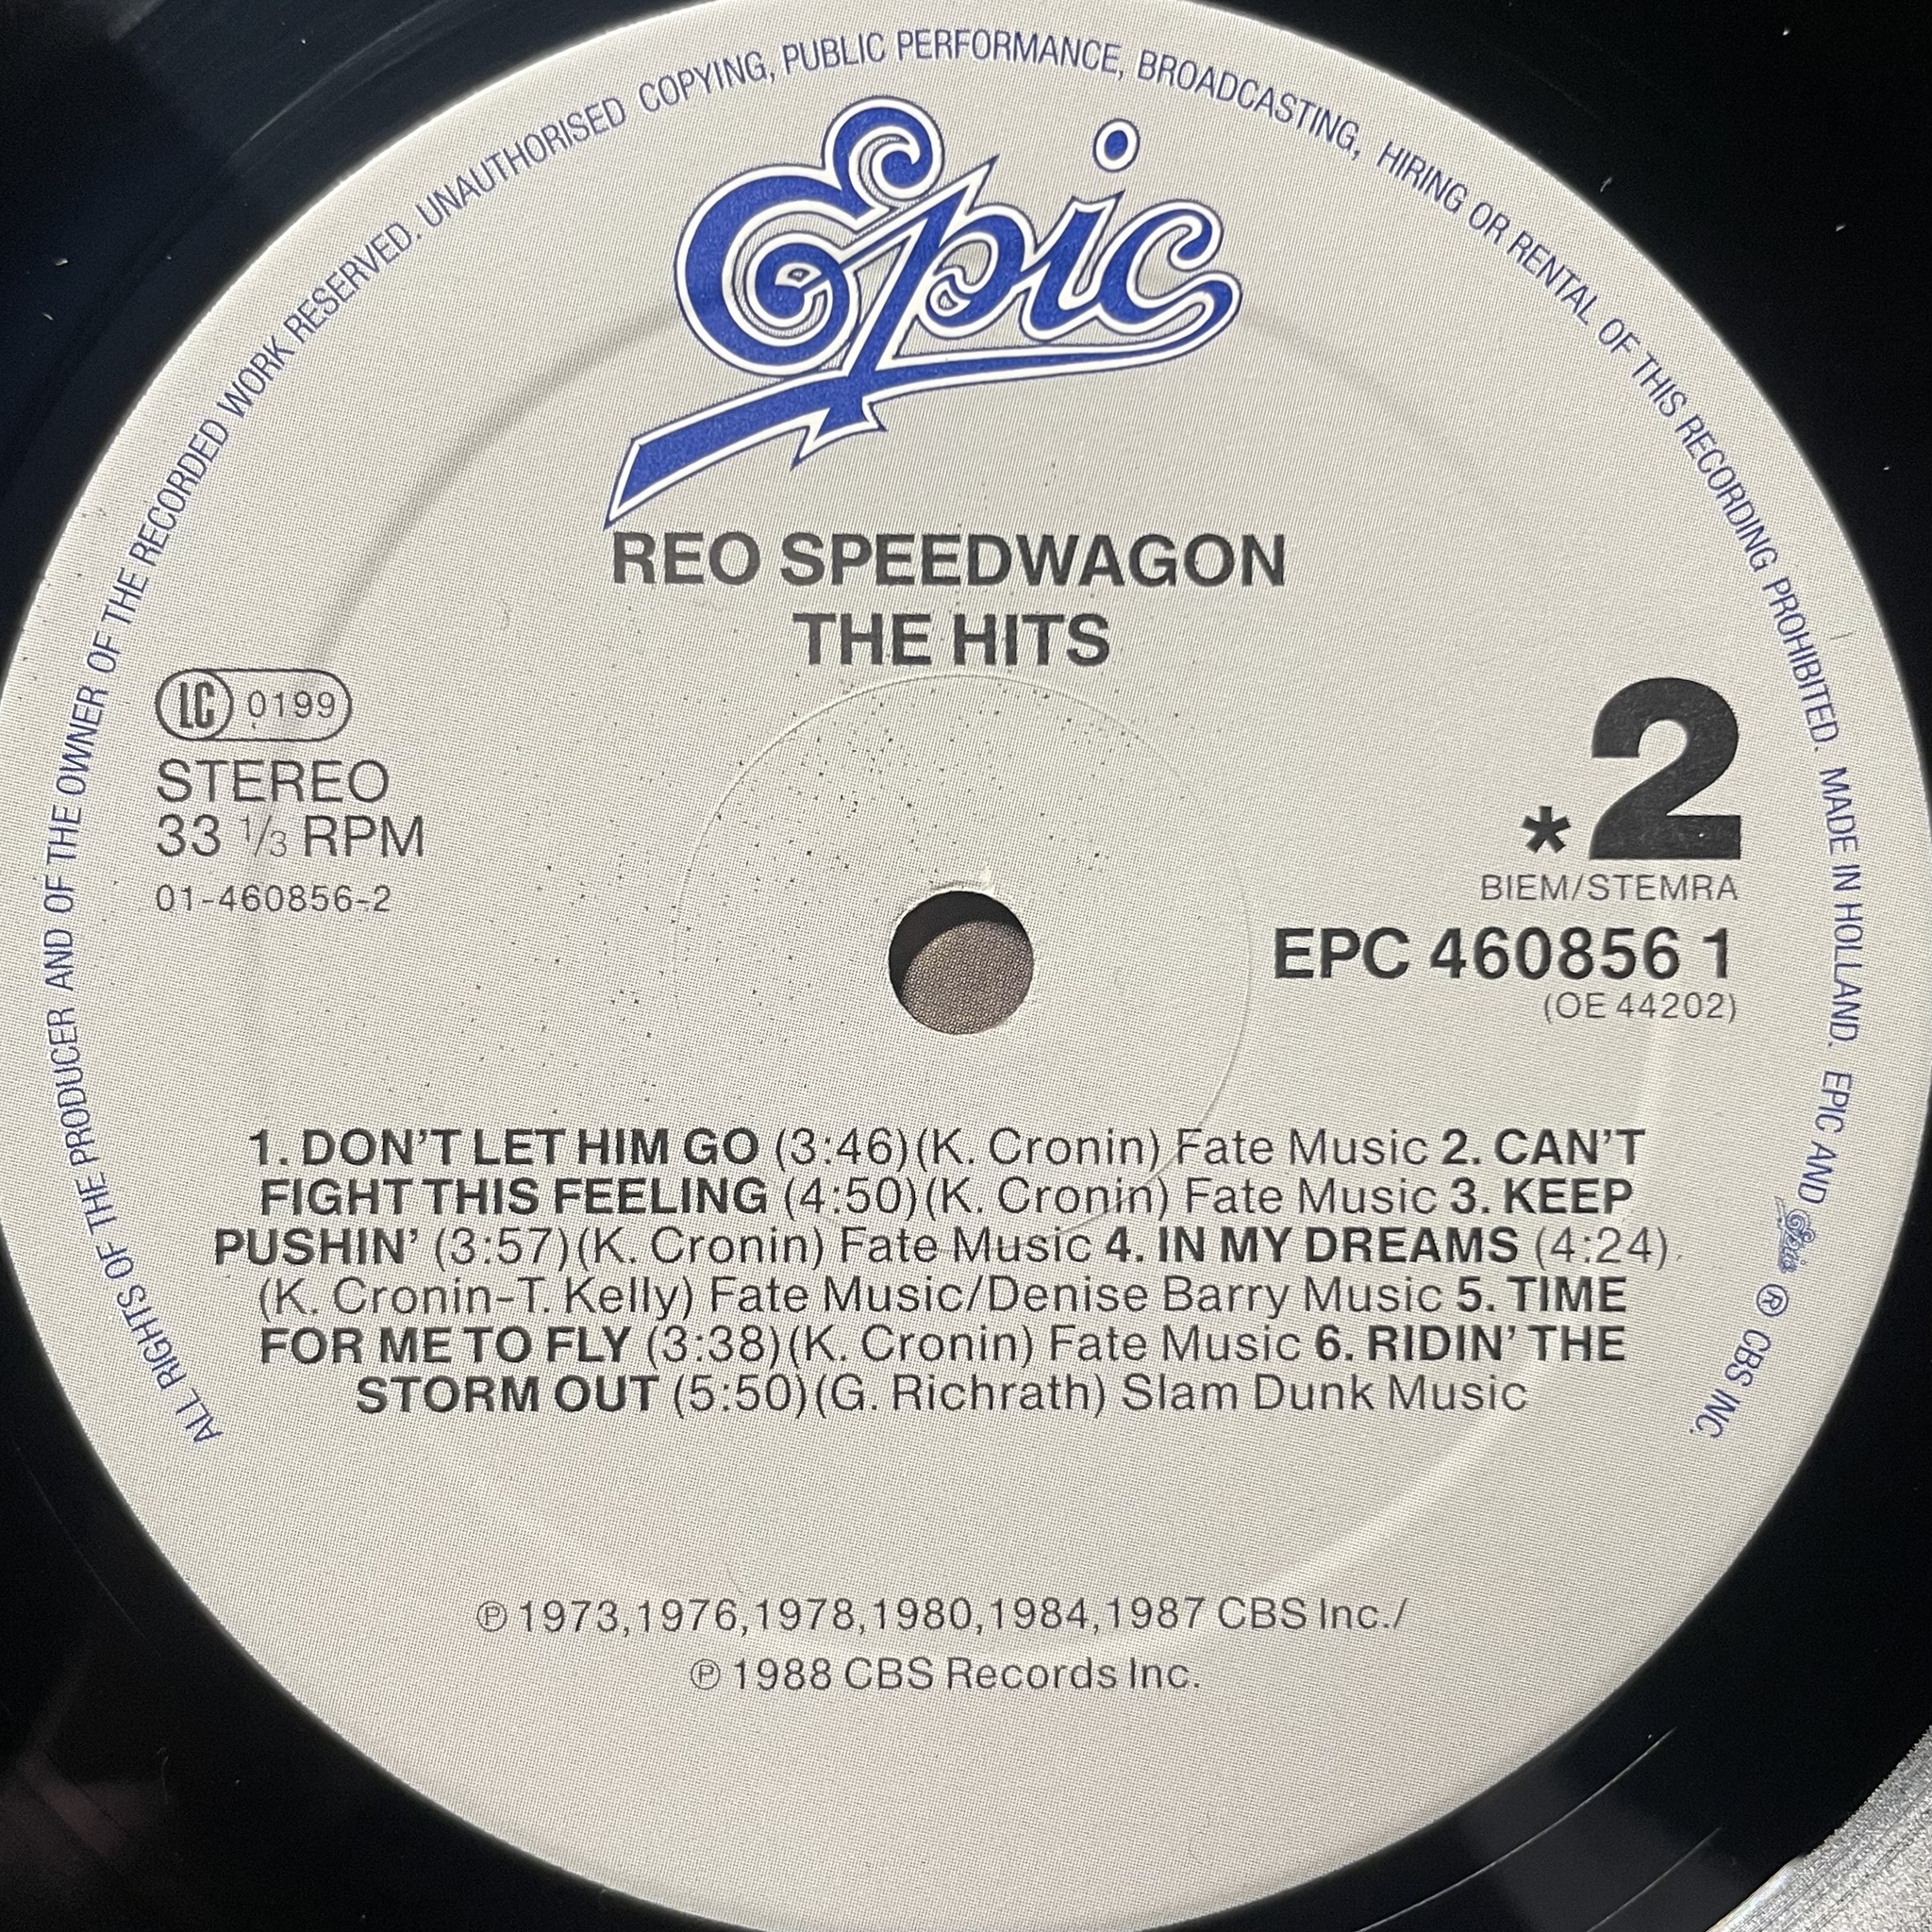 ALL RIGHTS OF THE PRODUCER AND OF THE OWNER OF THE RECORDED WORK RESERVED. UNAUTHORISED COPYING, PUBLIC PERFORMANCE, BROADCASTING, HIRING OR RENTAL OF THIS RECORDING PROHIBITED. MADE IN HOLLAND. EPIC AND Epic ® CBS INC.
Epic
REO SPEEDWAGON
THE HITS
LC 0199
STEREO
33 1/3 RPM
01-460856-2
*2
BIEM/STEMRA
EPC 460856 1
(OE 44202)
1. DON'T LET HIM GO (3:46)(K. Cronin) Fate Music 2. CAN'T
FIGHT THIS FEELING (4:50)(K. Cronin) Fate Music 3. KEEP
PUSHIN' (3:57)(K. Cronin) Fate Music 4. IN MY DREAMS (4:24)
(K. Cronin-T. Kelly) Fate Music/Denise Barry Music 5. TIME
FOR ME TO FLY (3:38)(K. Cronin) Fate Music 6. RIDIN' THE
STORM OUT (5:50)(G. Richrath) Slam Dunk Music
℗ 1973,1976,1978,1980,1984,1987 CBS Inc./
℗ 1988 CBS Records Inc.